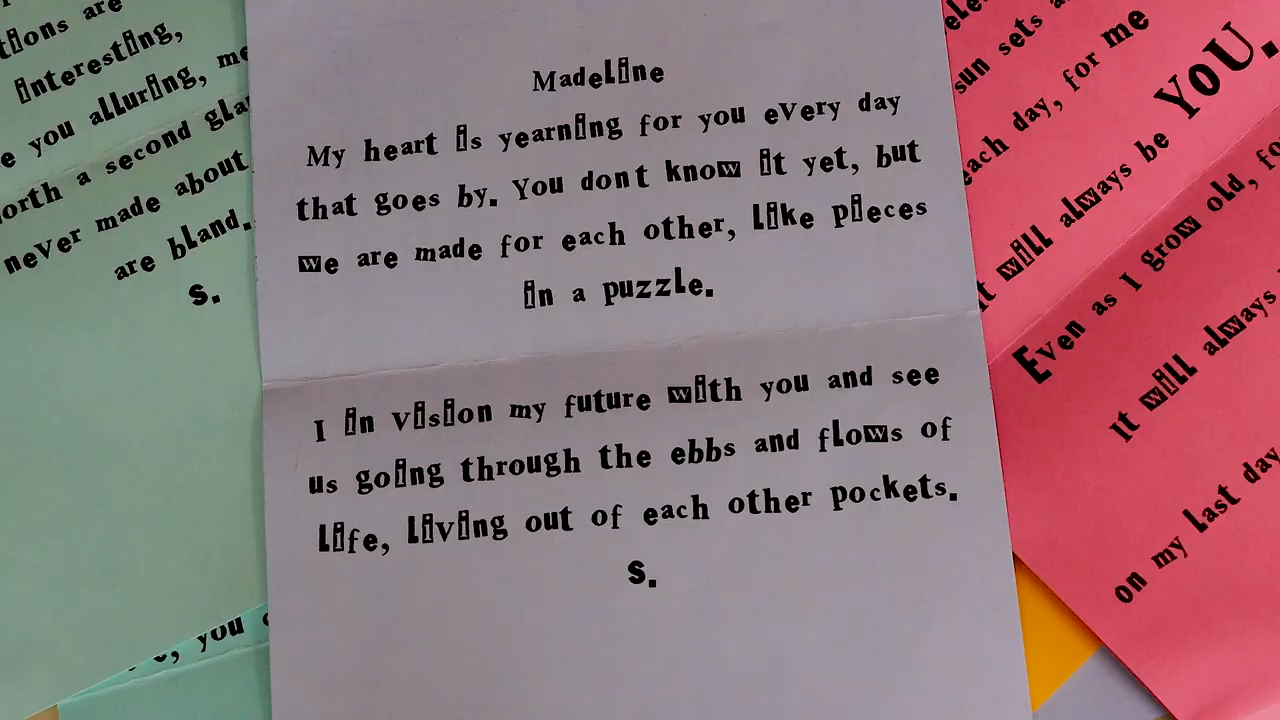 tions are
interesting,
e you alluring, me
orth a second gla
never made about
are bland.
S.
you
Madeline
My heart is yearning for you every day
that goes by. You dont know it yet, but
we are made for each other, like pieces
in a puzzle.
I in vision my future with you and see
us going through the ebbs and flows of
life, living out of each other pockets.
S.
sun sets
each day, for me
It will always be YOU.
Even as I grow old, fo
It will always
on my last day